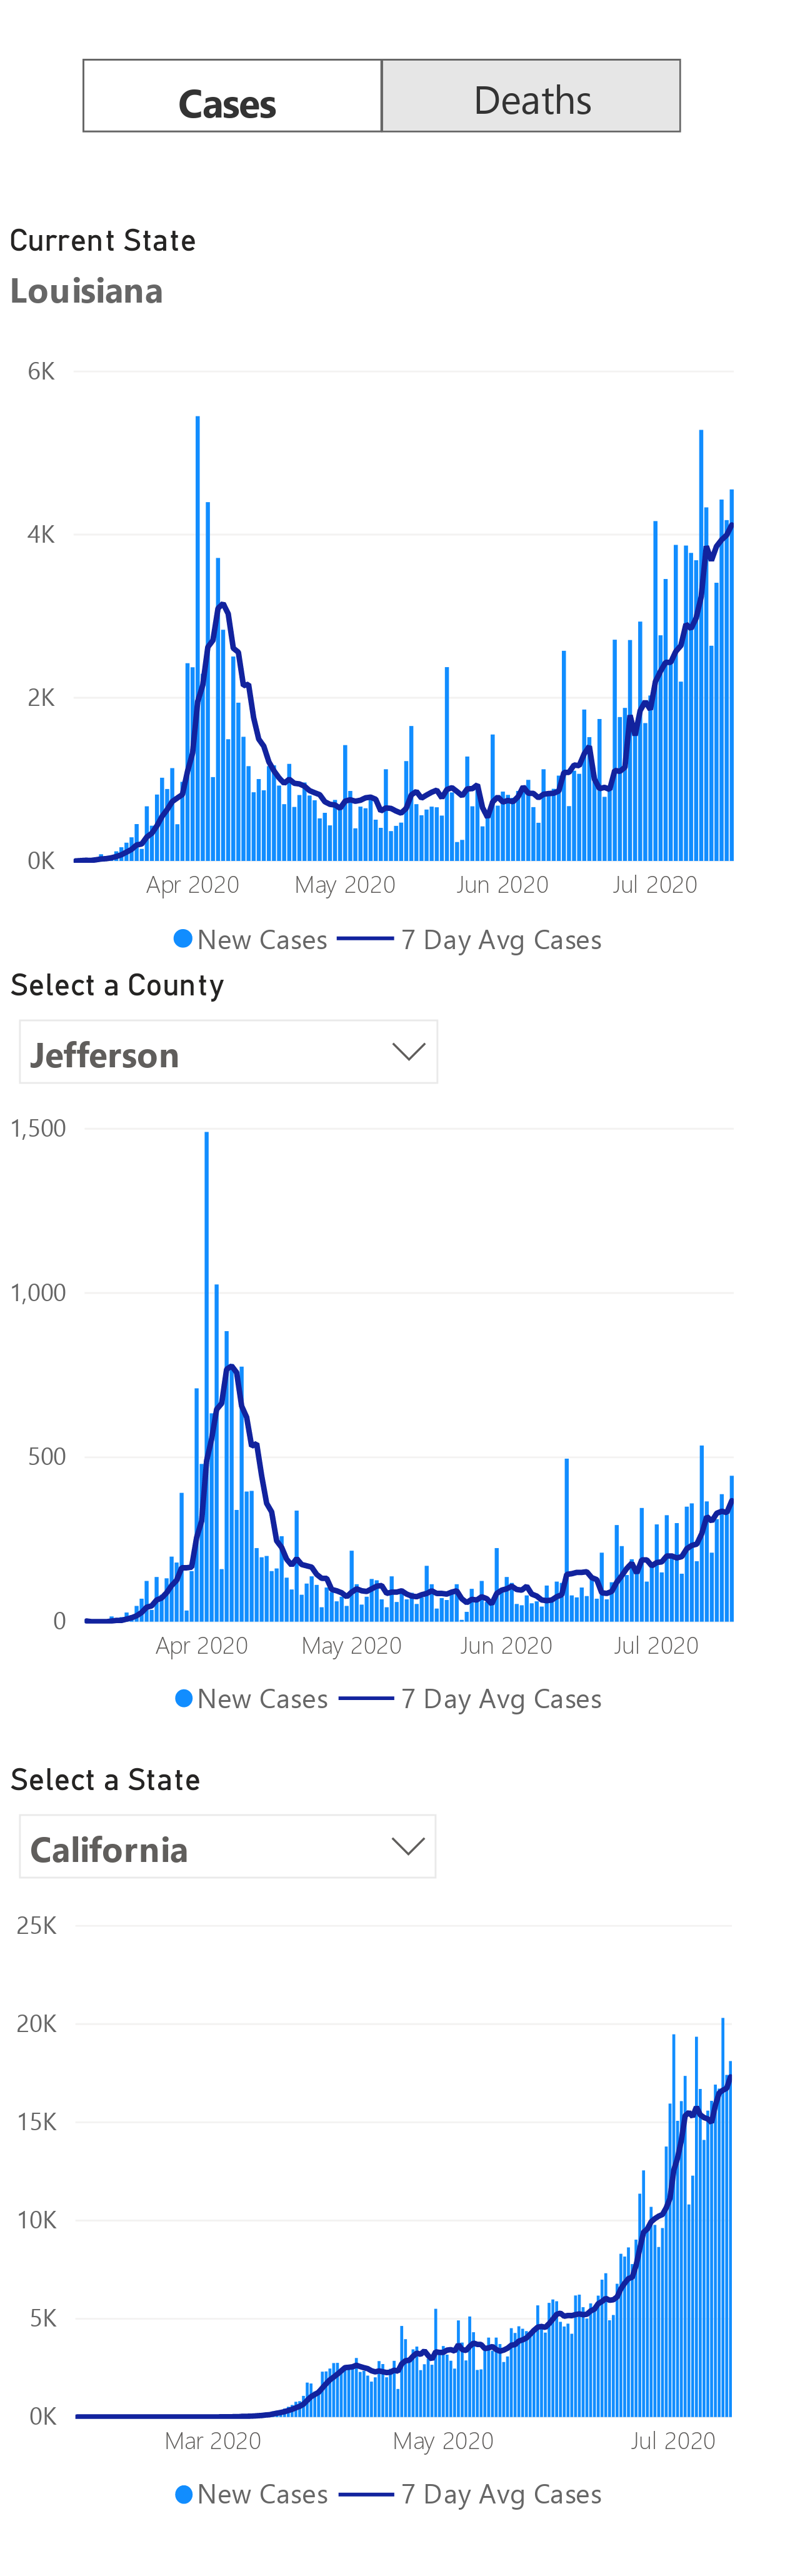 Cases Deaths
Current State
Louisiana
6K
4K
2K
0K
Apr 2020 May 2020 Jun 2020 Jul 2020
New Cases 7 Day Avg Cases
Select a County
Jefferson
1,500
1,000
500
0
Apr 2020 May 2020 Jun 2020 Jul 2020
New Cases 7 Day Avg Cases
Select a State
California
25K
20K
15K
10K
5K
0K
Mar 2020 May 2020 Jul 2020
New Cases 7 Day Avg Cases